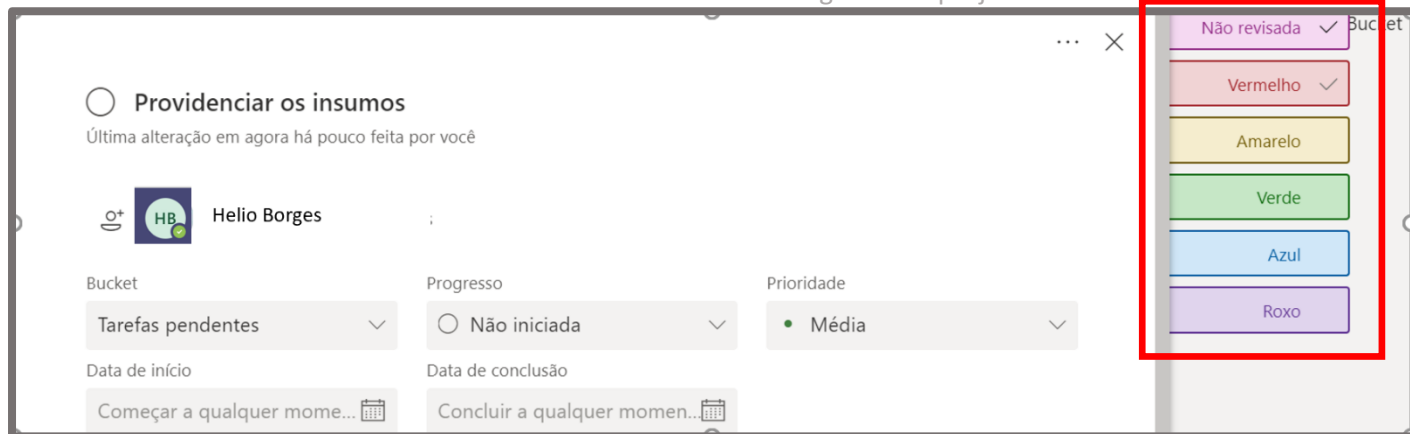 Não revisada
Bucket
Vermelho
Amarelo
Verde
Azul
Roxo
Providenciar os insumos
Última alteração em agora há pouco feita por você
HB
Helio Borges
Bucket
Progresso
Prioridade
Tarefas pendentes
Não iniciada
Média
Data de início
Data de conclusão
Começar a qualquer mome...
Concluir a qualquer momen...